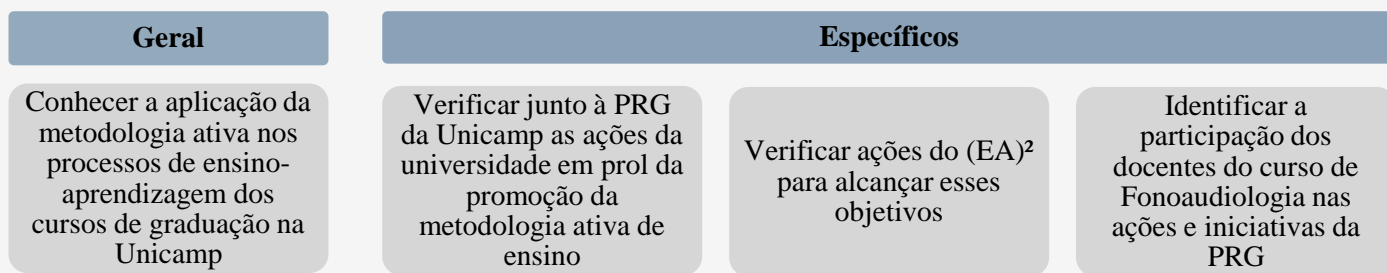 Geral
Conhecer a aplicação da
metodologia ativa nos
processos de ensino-
aprendizagem dos
cursos de graduação na
Unicamp
Específicos
Verificar junto à PRG
da Unicamp as ações da
universidade em prol da
promoção da
metodologia ativa de
ensino
Verificar ações do (EA)²
para alcançar esses
objetivos
Identificar a
participação dos
docentes do curso de
Fonoaudiologia nas
ações e iniciativas da
PRG